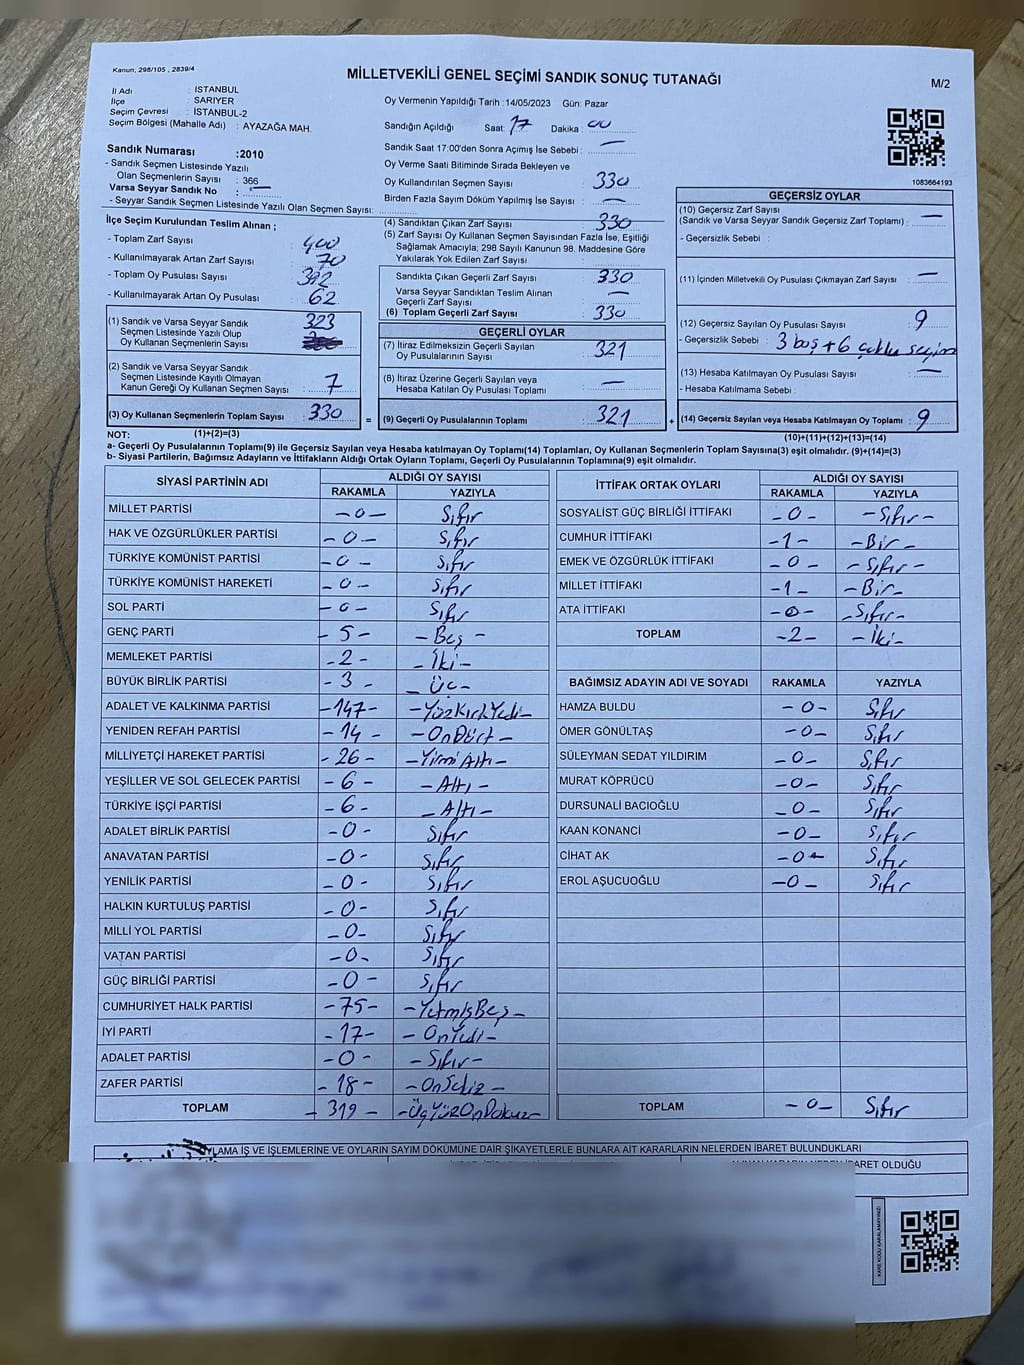 Kanun; 298/105 , 2839/4
MİLLETVEKİLİ GENEL SEÇİMİ SANDIK SONUÇ TUTANAĞI
M/2
İl Adı : İSTANBUL
İlçe : SARIYER
Seçim Çevresi : İSTANBUL-2
Seçim Bölgesi (Mahalle Adı) : AYAZAĞA MAH.
Oy Vermenin Yapıldığı Tarih : 14/05/2023 Gün: Pazar
Sandığın Açıldığı Saat: 17 Dakika : 00
Sandık Saat 17:00'den Sonra Açımış İse Sebebi : —
Oy Verme Saati Bitiminde Sırada Bekleyen ve
Oy Kullandırılan Seçmen Sayısı 330
Birden Fazla Sayım Döküm Yapılmış İse Sayısı : —
1083664193
Sandık Numarası :2010
- Sandık Seçmen Listesinde Yazılı
Olan Seçmenlerin Sayısı : 366
Varsa Seyyar Sandık No : —
- Seyyar Sandık Seçmen Listesinde Yazılı Olan Seçmen Sayısı:
İlçe Seçim Kurulundan Teslim Alınan ;
- Toplam Zarf Sayısı : 400
- Kullanılmayarak Artan Zarf Sayısı : 70
- Toplam Oy Pusulası Sayısı : 392
- Kullanılmayarak Artan Oy Pusulası : 62
(1) Sandık ve Varsa Seyyar Sandık
Seçmen Listesinde Yazılı Olup
Oy Kullanan Seçmenlerin Sayısı 323
(2) Sandık ve Varsa Seyyar Sandık
Seçmen Listesinde Kayıtlı Olmayan
Kanun Gereği Oy Kullanan Seçmen Sayısı : 7
(3) Oy Kullanan Seçmenlerin Toplam Sayısı : 330
(1)+(2)=(3)
(4) Sandıktan Çıkan Zarf Sayısı : 330
(5) Zarf Sayısı Oy Kullanan Seçmen Sayısından Fazla İse, Eşitliği
Sağlamak Amacıyla; 298 Sayılı Kanunun 98. Maddesine Göre
Yakılarak Yok Edilen Zarf Sayısı :
Sandıkta Çıkan Geçerli Zarf Sayısı : 330
Varsa Seyyar Sandıktan Teslim Alınan
Geçerli Zarf Sayısı : —
(6) Toplam Geçerli Zarf Sayısı : 330
GEÇERLİ OYLAR
(7) İtiraz Edilmeksizin Geçerli Sayılan
Oy Pusulalarının Sayısı : 321
(8) İtiraz Üzerine Geçerli Sayılan veya
Hesaba Katılan Oy Pusulası Toplamı : —
= (9) Geçerli Oy Pusulalarının Toplamı : 321
GEÇERSİZ OYLAR
(10) Geçersiz Zarf Sayısı
(Sandık ve Varsa Seyyar Sandık Geçersiz Zarf Toplamı) : —
- Geçersizlik Sebebi :
(11) İçinden Milletvekili Oy Pusulası Çıkmayan Zarf Sayısı : —
(12) Geçersiz Sayılan Oy Pusulası Sayısı : 9
- Geçersizlik Sebebi : 3 boş + 6 çoklu seçim
(13) Hesaba Katılmayan Oy Pusulası Sayısı : —
- Hesaba Katılmama Sebebi :
+ (14) Geçersiz Sayılan veya Hesaba Katılmayan Oy Toplamı : 9
(10)+(11)+(12)+(13)=(14)
NOT:
a- Geçerli Oy Pusulalarının Toplamı(9) ile Geçersiz Sayılan veya Hesaba katılmayan Oy Toplamı(14) Toplamları, Oy Kullanan Seçmenlerin Toplam Sayısına(3) eşit olmalıdır. (9)+(14)=(3)
b- Siyasi Partilerin, Bağımsız Adayların ve İttifakların Aldığı Ortak Oyların Toplamı, Geçerli Oy Pusulalarının Toplamına(9) eşit olmalıdır.
SİYASİ PARTİNİN ADI ALDIĞI OY SAYISI
RAKAMLA YAZIYLA
MİLLET PARTİSİ -0- Sıfır
HAK VE ÖZGÜRLÜKLER PARTİSİ -0- Sıfır
TÜRKİYE KOMÜNİST PARTİSİ -0- Sıfır
TÜRKİYE KOMÜNİST HAREKETİ -0- Sıfır
SOL PARTİ -0- Sıfır
GENÇ PARTİ -5- -Beş-
MEMLEKET PARTİSİ -2- -İki-
BÜYÜK BİRLİK PARTİSİ -3- -Üç-
ADALET VE KALKINMA PARTİSİ -147- -YüzKırkYedi-
YENİDEN REFAH PARTİSİ -14- -OnDört-
MİLLİYETÇİ HAREKET PARTİSİ -26- -Yirmi Altı-
YEŞİLLER VE SOL GELECEK PARTİSİ -6- -Altı-
TÜRKİYE İŞÇİ PARTİSİ -6- -Altı-
ADALET BİRLİK PARTİSİ -0- Sıfır
ANAVATAN PARTİSİ -0- Sıfır
YENİLİK PARTİSİ -0- Sıfır
HALKIN KURTULUŞ PARTİSİ -0- Sıfır
MİLLİ YOL PARTİSİ -0- Sıfır
VATAN PARTİSİ -0- Sıfır
GÜÇ BİRLİĞİ PARTİSİ -0- Sıfır
CUMHURİYET HALK PARTİSİ -75- -YetmişBeş-
İYİ PARTİ -17- -OnYedi-
ADALET PARTİSİ -0- -Sıfır-
ZAFER PARTİSİ -18- -OnSekiz-
TOPLAM -319- -ÜçYüzOnDokuz-
İTTİFAK ORTAK OYLARI ALDIĞI OY SAYISI
RAKAMLA YAZIYLA
SOSYALİST GÜÇ BİRLİĞİ İTTİFAKI -0- -Sıfır-
CUMHUR İTTİFAKI -1- -Bir-
EMEK VE ÖZGÜRLÜK İTTİFAKI -0- -Sıfır-
MİLLET İTTİFAKI -1- -Bir-
ATA İTTİFAKI -0- -Sıfır-
TOPLAM -2- -İki-
BAĞIMSIZ ADAYIN ADI VE SOYADI RAKAMLA YAZIYLA
HAMZA BULDU -0- Sıfır
ÖMER GÖNÜLTAŞ -0- Sıfır
SÜLEYMAN SEDAT YILDIRIM -0- Sıfır
MURAT KÖPRÜCÜ -0- Sıfır
DURSUNALİ BACIOĞLU -0- Sıfır
KAAN KONANCİ -0- Sıfır
CİHAT AK -0- Sıfır
EROL AŞUCUOĞLU -0- Sıfır
TOPLAM -0- Sıfır
OYLAMA İŞ VE İŞLEMLERİNE VE OYLARIN SAYIM DÖKÜMÜNE DAİR ŞİKAYETLERLE BUNLARA AİT KARARLARIN NELERDEN İBARET BULUNDUKLARI
ALINAN KARARIN NEDEN İBARET OLDUĞU
KARE KODU KARALAMAYINIZ!